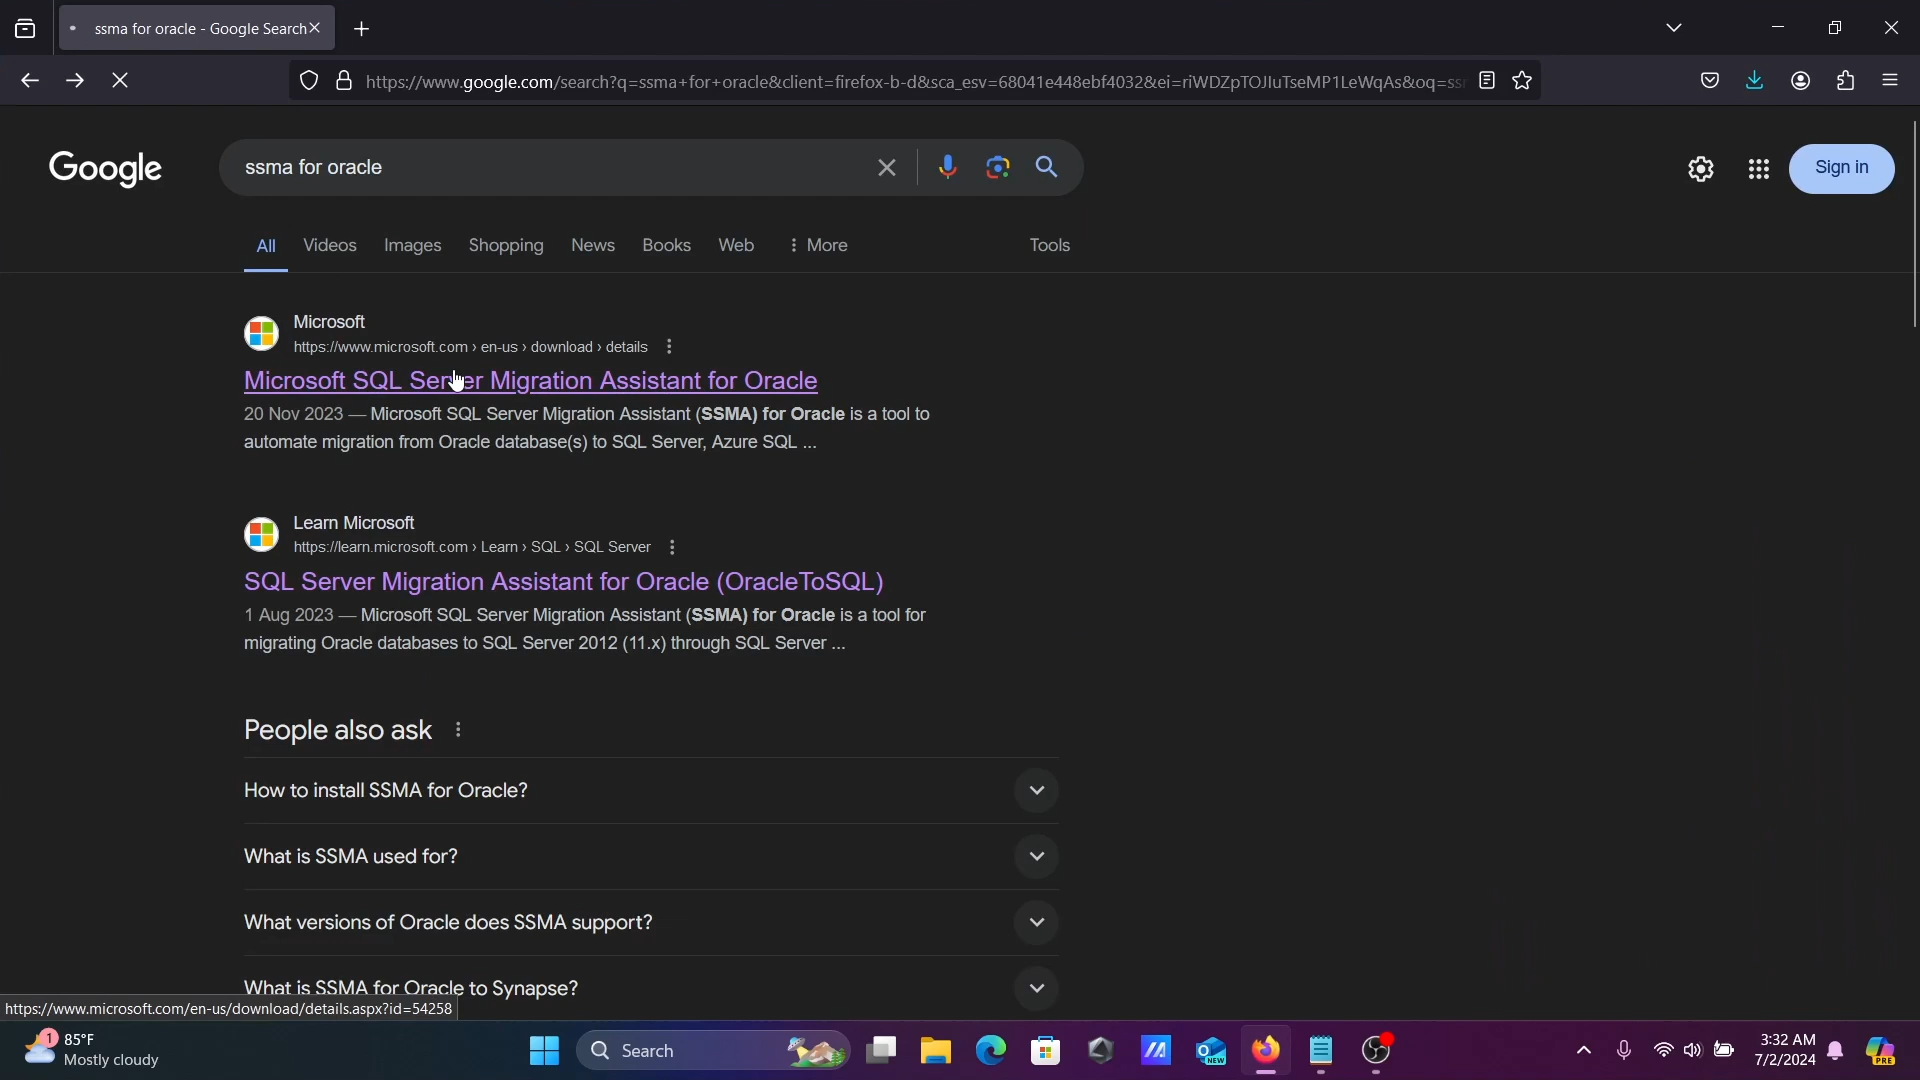 ssma for oracle - Google Search
https://www.google.com/search?q=ssma+for+oracle&client=firefox-b-d&sca_esv=68041e448ebf4032&ei=riWDZpTOJIuTseMP1LeWqAs&oq=ssm
Google
ssma for oracle
Sign in
All Videos Images Shopping News Books Web More Tools
Microsoft
https://www.microsoft.com › en-us › download › details
Microsoft SQL Server Migration Assistant for Oracle
20 Nov 2023 — Microsoft SQL Server Migration Assistant (SSMA) for Oracle is a tool to
automate migration from Oracle database(s) to SQL Server, Azure SQL ...
Learn Microsoft
https://learn.microsoft.com › Learn › SQL › SQL Server
SQL Server Migration Assistant for Oracle (OracleToSQL)
1 Aug 2023 — Microsoft SQL Server Migration Assistant (SSMA) for Oracle is a tool for
migrating Oracle databases to SQL Server 2012 (11.x) through SQL Server ...
People also ask
How to install SSMA for Oracle?
What is SSMA used for?
What versions of Oracle does SSMA support?
What is SSMA for Oracle to Synapse?
https://www.microsoft.com/en-us/download/details.aspx?id=54258
1
85°F
Mostly cloudy
Search
NEW
3:32 AM
7/2/2024
PRE